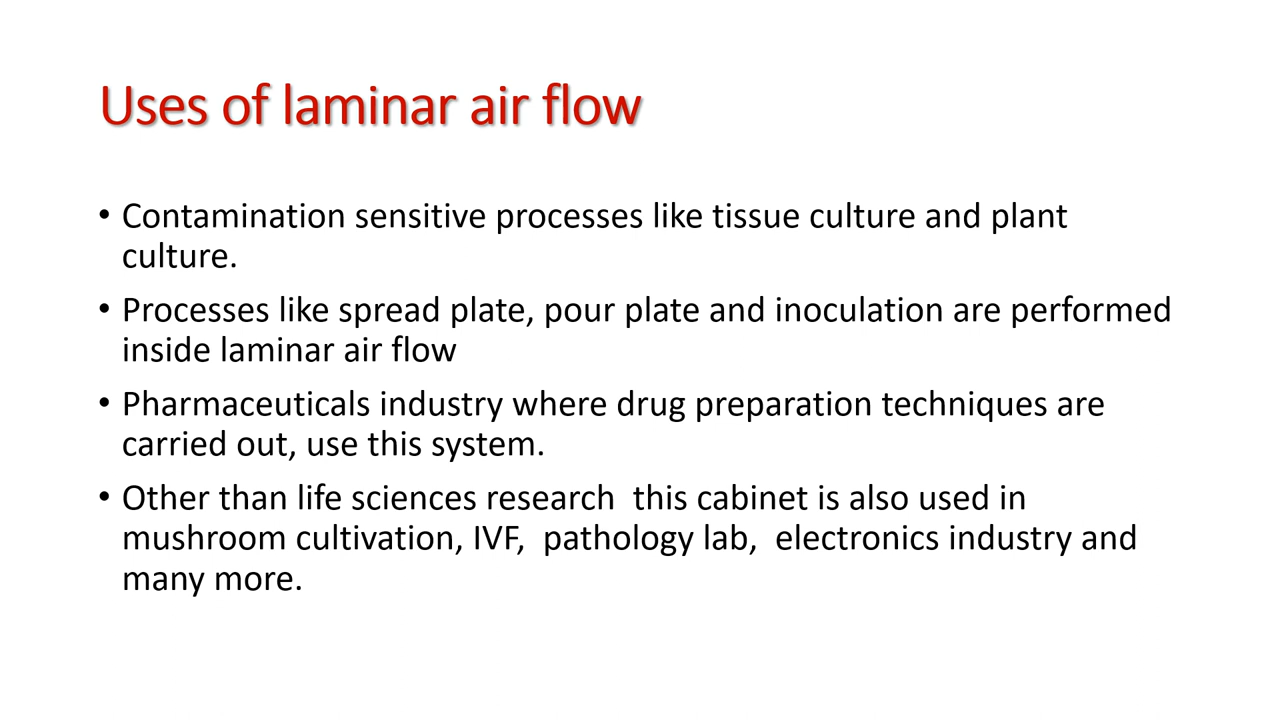 Uses of laminar air flow
• Contamination sensitive processes like tissue culture and plant
culture.
• Processes like spread plate, pour plate and inoculation are performed
inside laminar air flow
• Pharmaceuticals industry where drug preparation techniques are
carried out, use this system.
• Other than life sciences research  this cabinet is also used in
mushroom cultivation, IVF,  pathology lab,  electronics industry and
many more.